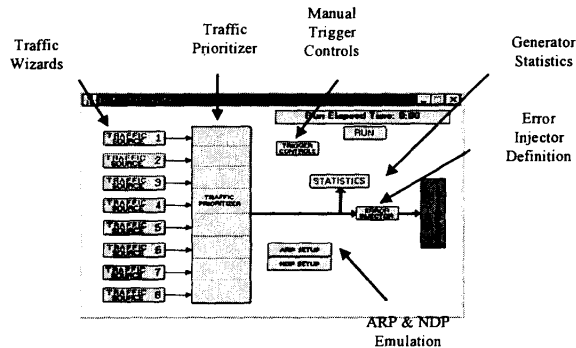 Traffic
Wizards
Traffic
Prioritizer
Manual
Trigger
Controls
Generator
Statistics
Error
Injector
Definition
Run Elapsed Time: 0:00
RUN
TRIGGER
CONTROLS
TRAFFIC
SOURCE 1
TRAFFIC
SOURCE 2
TRAFFIC
SOURCE 3
TRAFFIC
SOURCE 4
TRAFFIC
SOURCE 5
TRAFFIC
SOURCE 6
TRAFFIC
SOURCE 7
TRAFFIC
SOURCE 8
TRAFFIC
PRIORITIZER
STATISTICS
ERROR
INJECTOR
ARP SETUP
NDP SETUP
ARP & NDP
Emulation